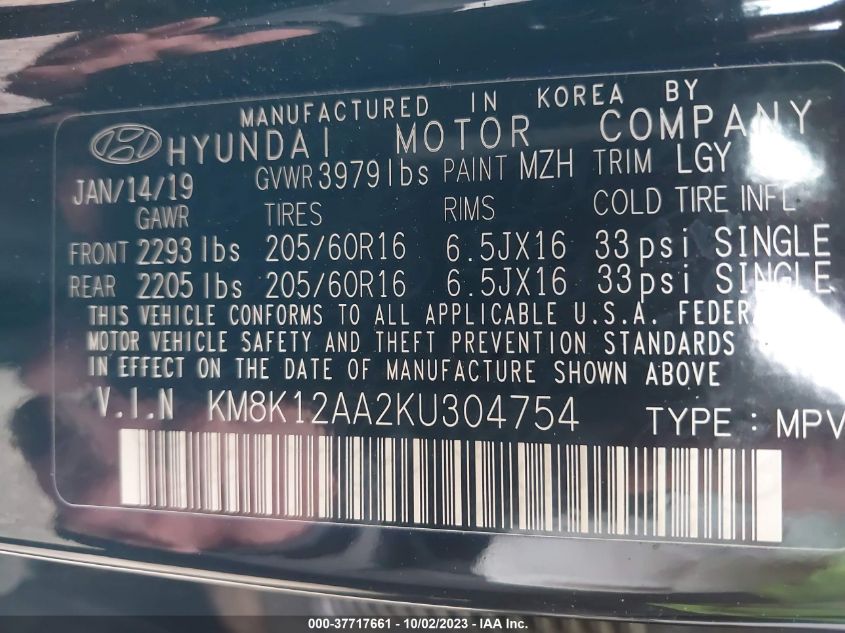 MANUFACTURED IN KOREA BY
HYUNDAI MOTOR COMPANY
JAN/14/19 GVWR 3979 lbs PAINT MZH TRIM LGY
GAWR TIRES RIMS COLD TIRE INFL
FRONT 2293 lbs 205/60R16 6.5JX16 33psi SINGLE
REAR 2205 lbs 205/60R16 6.5JX16 33psi SINGLE
THIS VEHICLE CONFORMS TO ALL APPLICABLE U.S.A. FEDER
MOTOR VEHICLE SAFETY AND THEFT PREVENTION STANDARDS
IN EFFECT ON THE DATE OF MANUFACTURE SHOWN ABOVE
V.I.N KM8K12AA2KU304754 TYPE : MPV
000-37717661 - 10/02/2023 - IAA Inc.